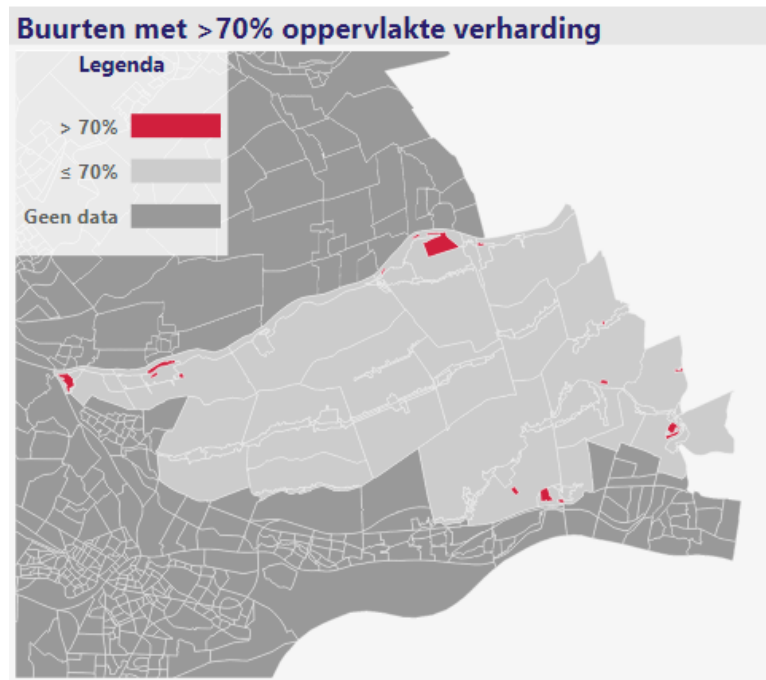 Buurten met >70% oppervlakte verharding
Legenda
> 70%
≤ 70%
Geen data